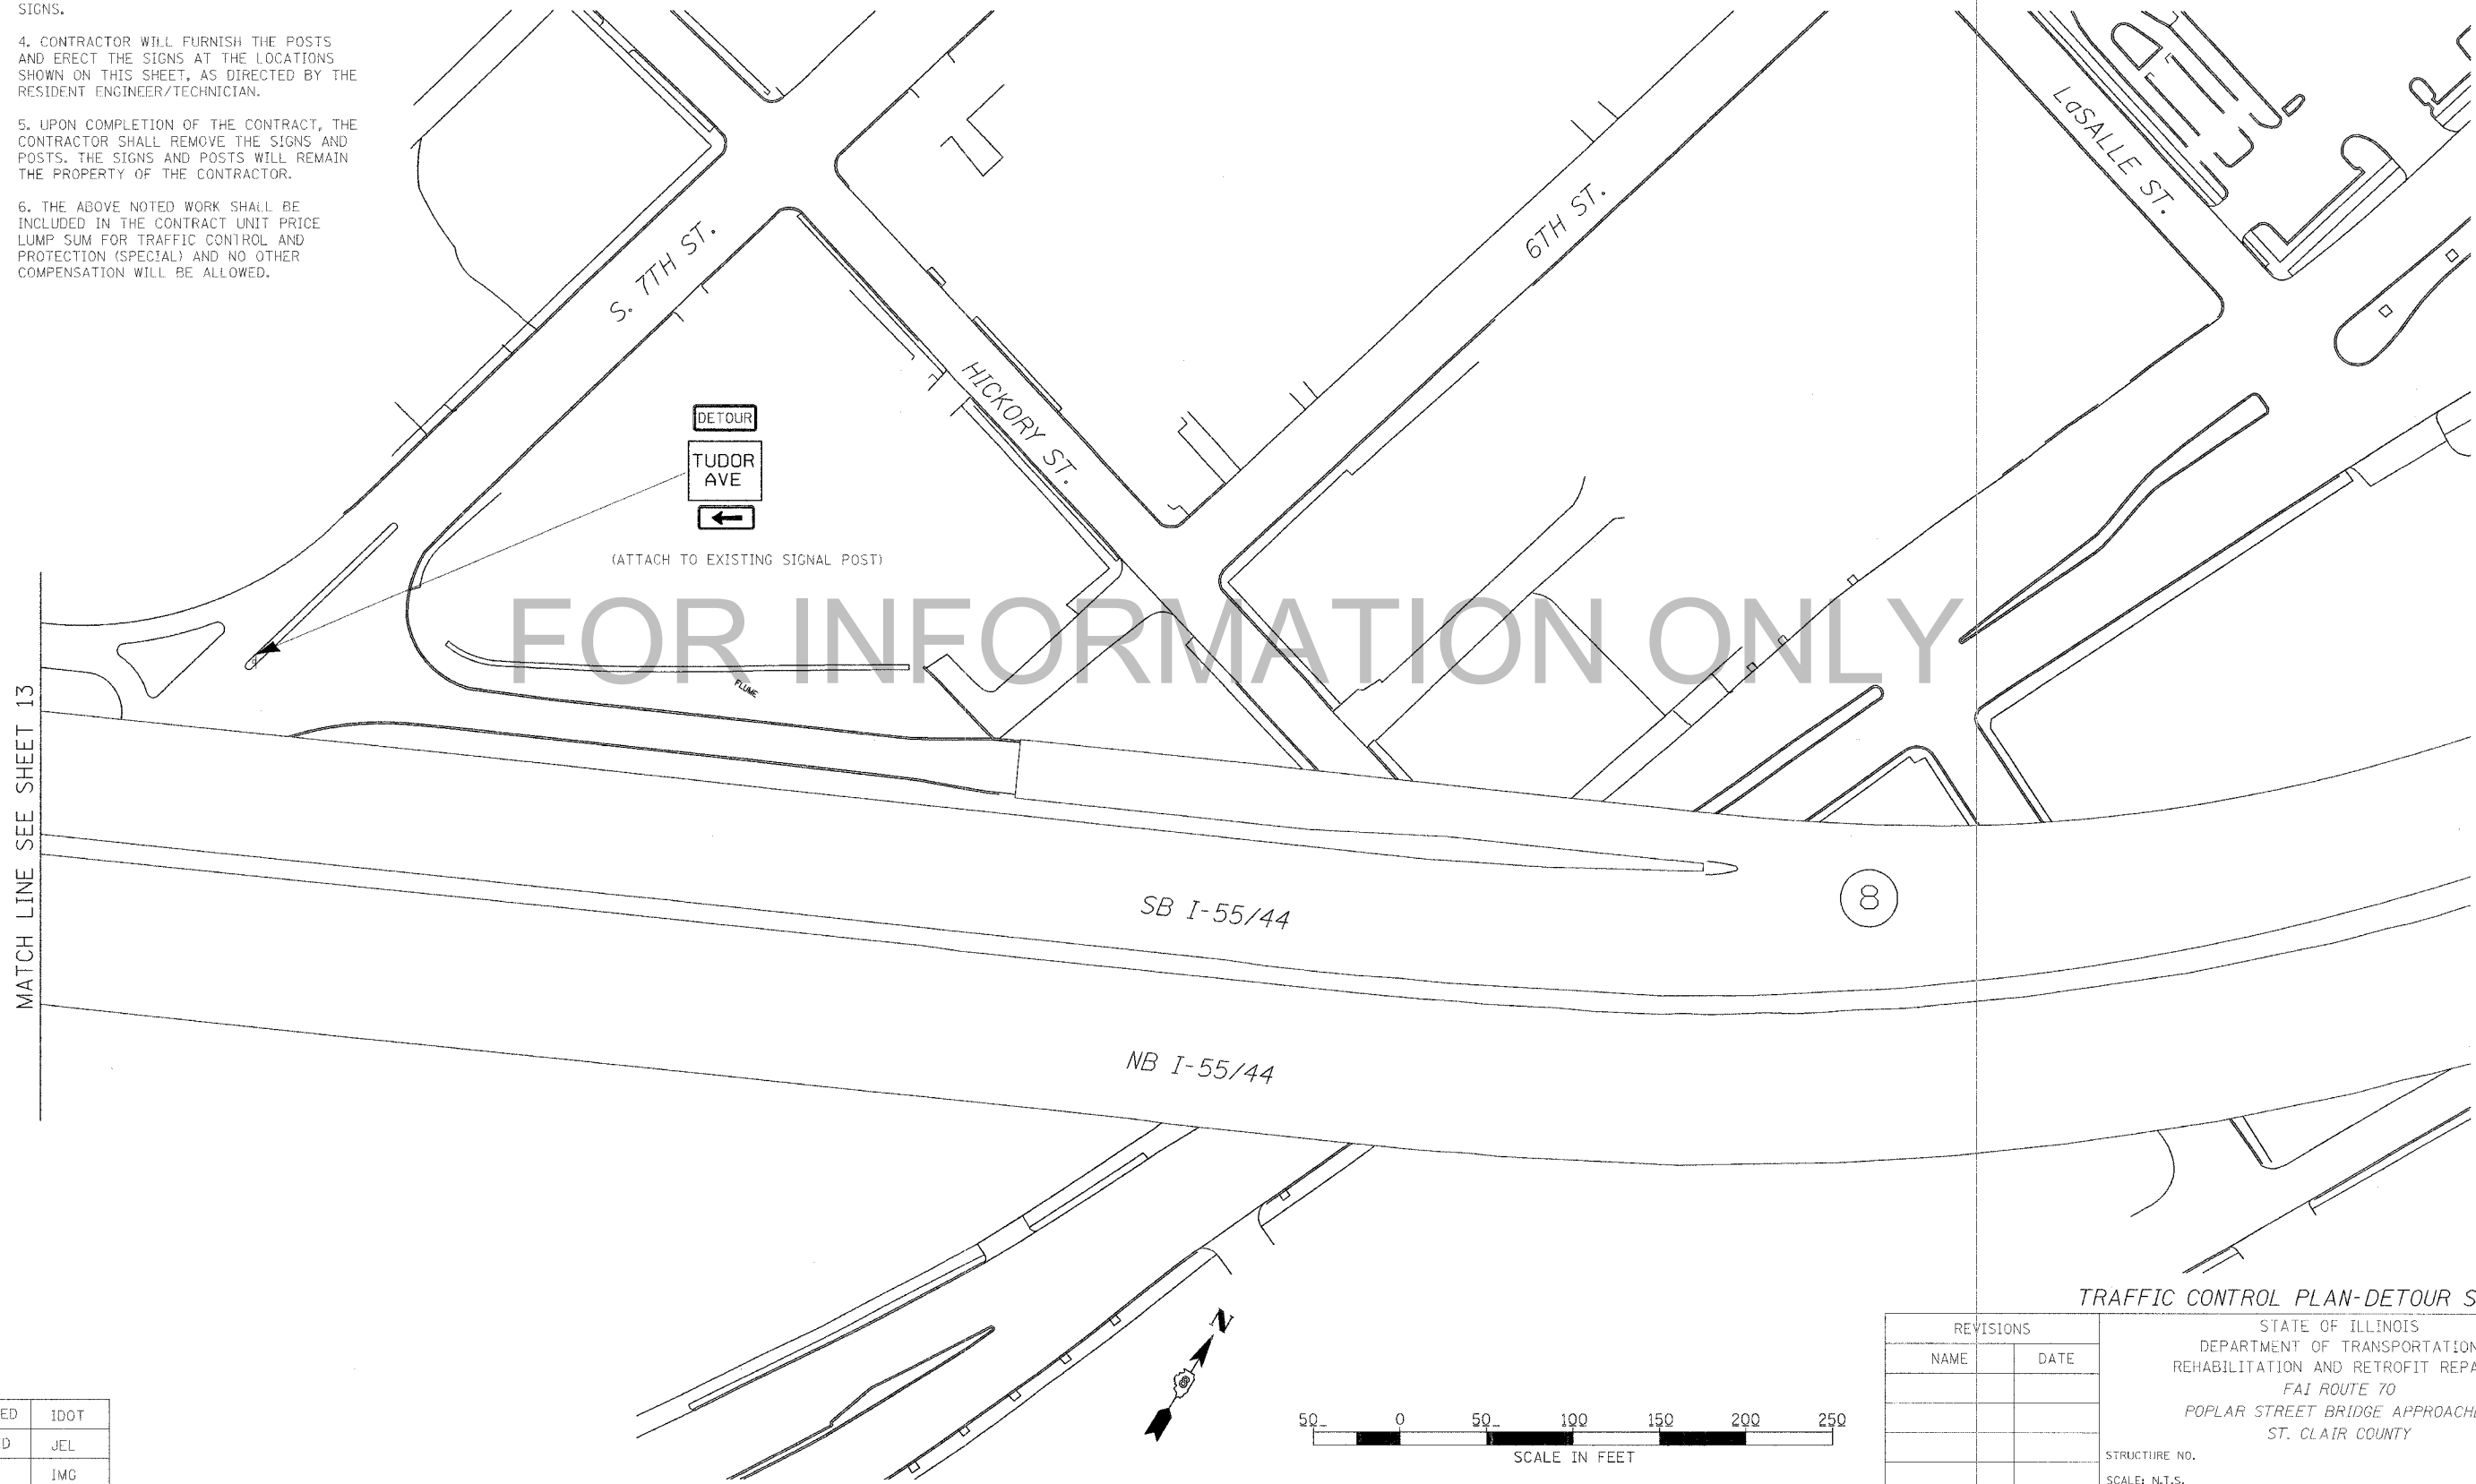 SIGNS.
4. CONTRACTOR WILL FURNISH THE POSTS
AND ERECT THE SIGNS AT THE LOCATIONS
SHOWN ON THIS SHEET, AS DIRECTED BY THE
RESIDENT ENGINEER/TECHNICIAN.
5. UPON COMPLETION OF THE CONTRACT, THE
CONTRACTOR SHALL REMOVE THE SIGNS AND
POSTS. THE SIGNS AND POSTS WILL REMAIN
THE PROPERTY OF THE CONTRACTOR.
6. THE ABOVE NOTED WORK SHALL BE
INCLUDED IN THE CONTRACT UNIT PRICE
LUMP SUM FOR TRAFFIC CONTROL AND
PROTECTION (SPECIAL) AND NO OTHER
COMPENSATION WILL BE ALLOWED.
S. 7TH ST.
HICKORY ST.
6TH ST.
LaSALLE ST.
DETOUR
TUDOR
AVE
(ATTACH TO EXISTING SIGNAL POST)
FOR INFORMATION ONLY
FLUME
MATCH LINE SEE SHEET 13
SB I-55/44
8
NB I-55/44
N
50 0 50 100 150 200 250
SCALE IN FEET
TRAFFIC CONTROL PLAN-DETOUR S
REVISIONS
NAME DATE
STATE OF ILLINOIS
DEPARTMENT OF TRANSPORTATION
REHABILITATION AND RETROFIT REPA
FAI ROUTE 70
POPLAR STREET BRIDGE APPROACHE
ST. CLAIR COUNTY
STRUCTURE NO.
SCALE: N.T.S.
ED IDOT
D JEL
IMG